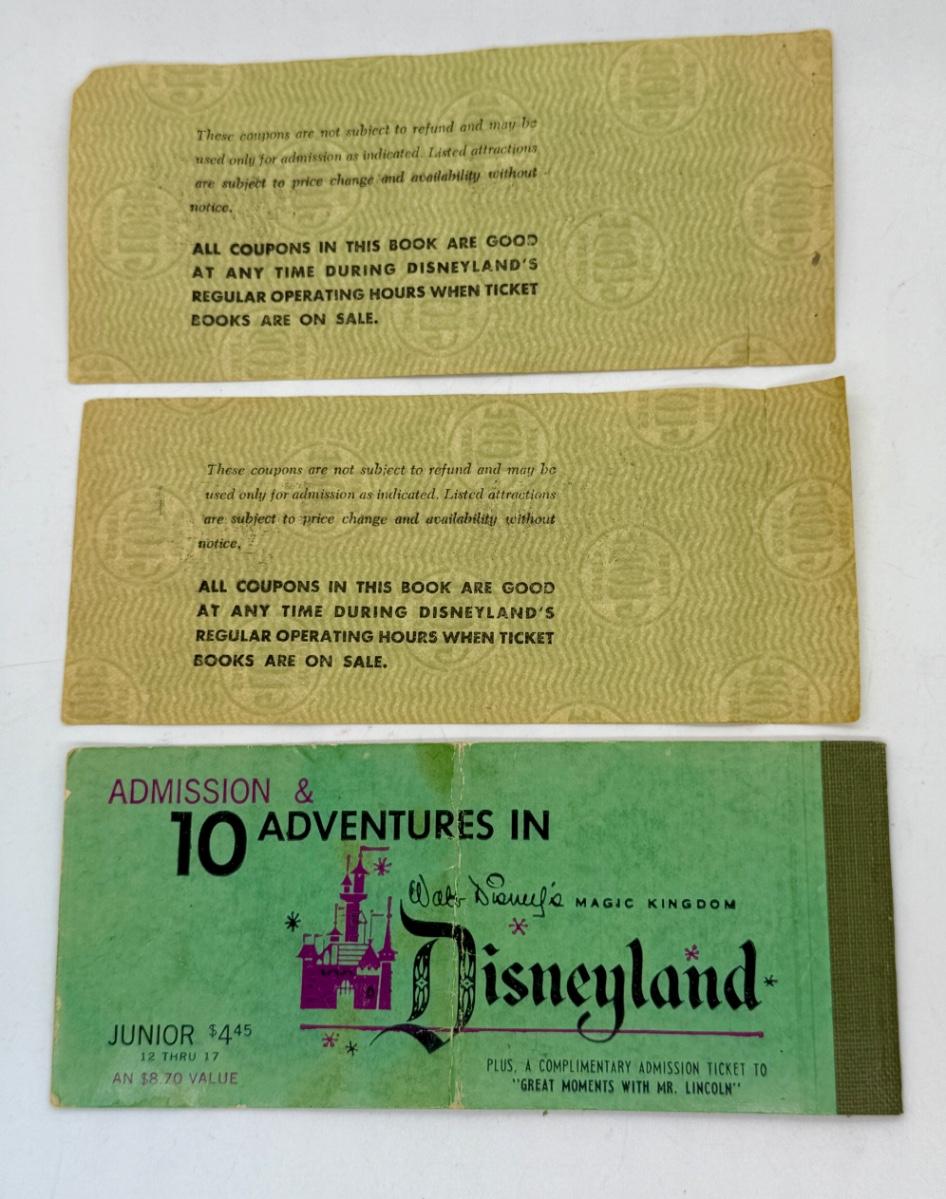 These coupons are not subject to refund and may be
used only for admission as indicated. Listed attractions
are subject to price change and availability without
notice.
ALL COUPONS IN THIS BOOK ARE GOOD
AT ANY TIME DURING DISNEYLAND'S
REGULAR OPERATING HOURS WHEN TICKET
BOOKS ARE ON SALE.
These coupons are not subject to refund and may be
used only for admission as indicated. Listed attractions
are subject to price change and availability without
notice.
ALL COUPONS IN THIS BOOK ARE GOOD
AT ANY TIME DURING DISNEYLAND'S
REGULAR OPERATING HOURS WHEN TICKET
BOOKS ARE ON SALE.
ADMISSION &
10 ADVENTURES IN
Walt Disney's MAGIC KINGDOM
Disneyland
JUNIOR $4.45
12 THRU 17
AN $8.70 VALUE
PLUS, A COMPLIMENTARY ADMISSION TICKET TO
"GREAT MOMENTS WITH MR. LINCOLN"